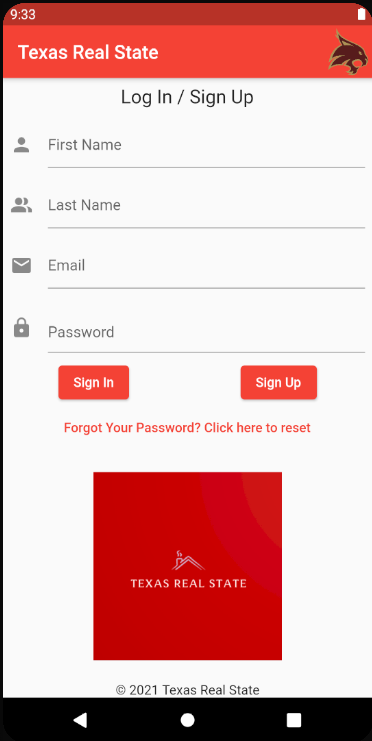 9:33
Texas Real State
Log In / Sign Up
First Name
Last Name
Email
Password
Sign In Sign Up
Forgot Your Password? Click here to reset
TEXAS REAL STATE
© 2021 Texas Real State